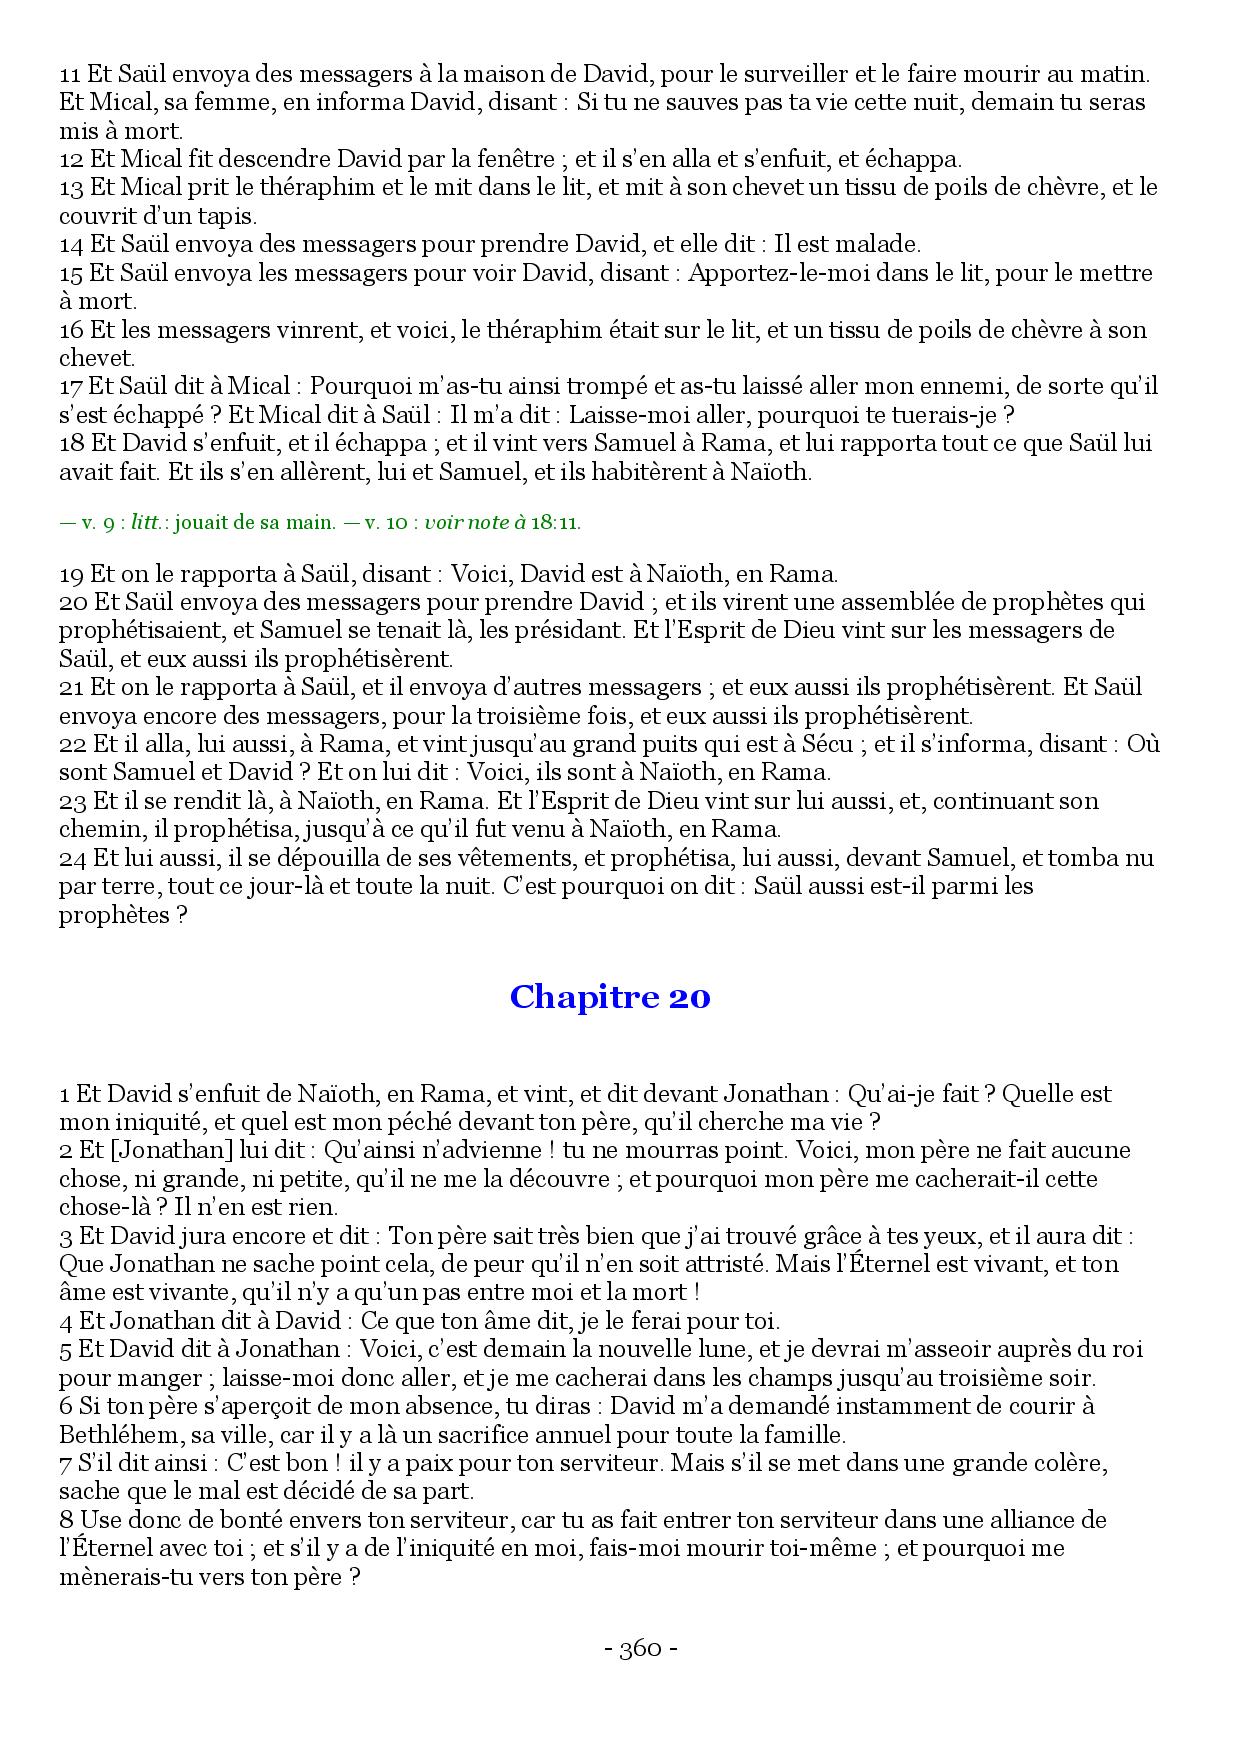 11 Et Saül envoya des messagers à la maison de David, pour le surveiller et le faire mourir au matin.
Et Mical, sa femme, en informa David, disant : Si tu ne sauves pas ta vie cette nuit, demain tu seras
mis à mort.
12 Et Mical fit descendre David par la fenêtre ; et il s’en alla et s’enfuit, et échappa.
13 Et Mical prit le théraphim et le mit dans le lit, et mit à son chevet un tissu de poils de chèvre, et le
couvrit d’un tapis.
14 Et Saül envoya des messagers pour prendre David, et elle dit : Il est malade.
15 Et Saül envoya les messagers pour voir David, disant : Apportez-le-moi dans le lit, pour le mettre
à mort.
16 Et les messagers vinrent, et voici, le théraphim était sur le lit, et un tissu de poils de chèvre à son
chevet.
17 Et Saül dit à Mical : Pourquoi m’as-tu ainsi trompé et as-tu laissé aller mon ennemi, de sorte qu’il
s’est échappé ? Et Mical dit à Saül : Il m’a dit : Laisse-moi aller, pourquoi te tuerais-je ?
18 Et David s’enfuit, et il échappa ; et il vint vers Samuel à Rama, et lui rapporta tout ce que Saül lui
avait fait. Et ils s’en allèrent, lui et Samuel, et ils habitèrent à Naïoth.
— v. 9 : litt.: jouait de sa main. — v. 10 : voir note à 18:11.
19 Et on le rapporta à Saül, disant : Voici, David est à Naïoth, en Rama.
20 Et Saül envoya des messagers pour prendre David ; et ils virent une assemblée de prophètes qui
prophétisaient, et Samuel se tenait là, les présidant. Et l’Esprit de Dieu vint sur les messagers de
Saül, et eux aussi ils prophétisèrent.
21 Et on le rapporta à Saül, et il envoya d’autres messagers ; et eux aussi ils prophétisèrent. Et Saül
envoya encore des messagers, pour la troisième fois, et eux aussi ils prophétisèrent.
22 Et il alla, lui aussi, à Rama, et vint jusqu’au grand puits qui est à Sécu ; et il s’informa, disant : Où
sont Samuel et David ? Et on lui dit : Voici, ils sont à Naïoth, en Rama.
23 Et il se rendit là, à Naïoth, en Rama. Et l’Esprit de Dieu vint sur lui aussi, et, continuant son
chemin, il prophétisa, jusqu’à ce qu’il fut venu à Naïoth, en Rama.
24 Et lui aussi, il se dépouilla de ses vêtements, et prophétisa, lui aussi, devant Samuel, et tomba nu
par terre, tout ce jour-là et toute la nuit. C’est pourquoi on dit : Saül aussi est-il parmi les
prophètes ?
Chapitre 20
1 Et David s’enfuit de Naïoth, en Rama, et vint, et dit devant Jonathan : Qu’ai-je fait ? Quelle est
mon iniquité, et quel est mon péché devant ton père, qu’il cherche ma vie ?
2 Et [Jonathan] lui dit : Qu’ainsi n’advienne ! tu ne mourras point. Voici, mon père ne fait aucune
chose, ni grande, ni petite, qu’il ne me la découvre ; et pourquoi mon père me cacherait-il cette
chose-là ? Il n’en est rien.
3 Et David jura encore et dit : Ton père sait très bien que j’ai trouvé grâce à tes yeux, et il aura dit :
Que Jonathan ne sache point cela, de peur qu’il n’en soit attristé. Mais l’Éternel est vivant, et ton
âme est vivante, qu’il n’y a qu’un pas entre moi et la mort !
4 Et Jonathan dit à David : Ce que ton âme dit, je le ferai pour toi.
5 Et David dit à Jonathan : Voici, c’est demain la nouvelle lune, et je devrai m’asseoir auprès du roi
pour manger ; laisse-moi donc aller, et je me cacherai dans les champs jusqu’au troisième soir.
6 Si ton père s’aperçoit de mon absence, tu diras : David m’a demandé instamment de courir à
Bethléhem, sa ville, car il y a là un sacrifice annuel pour toute la famille.
7 S’il dit ainsi : C’est bon ! il y a paix pour ton serviteur. Mais s’il se met dans une grande colère,
sache que le mal est décidé de sa part.
8 Use donc de bonté envers ton serviteur, car tu as fait entrer ton serviteur dans une alliance de
l’Éternel avec toi ; et s’il y a de l’iniquité en moi, fais-moi mourir toi-même ; et pourquoi me
mènerais-tu vers ton père ?
- 360 -